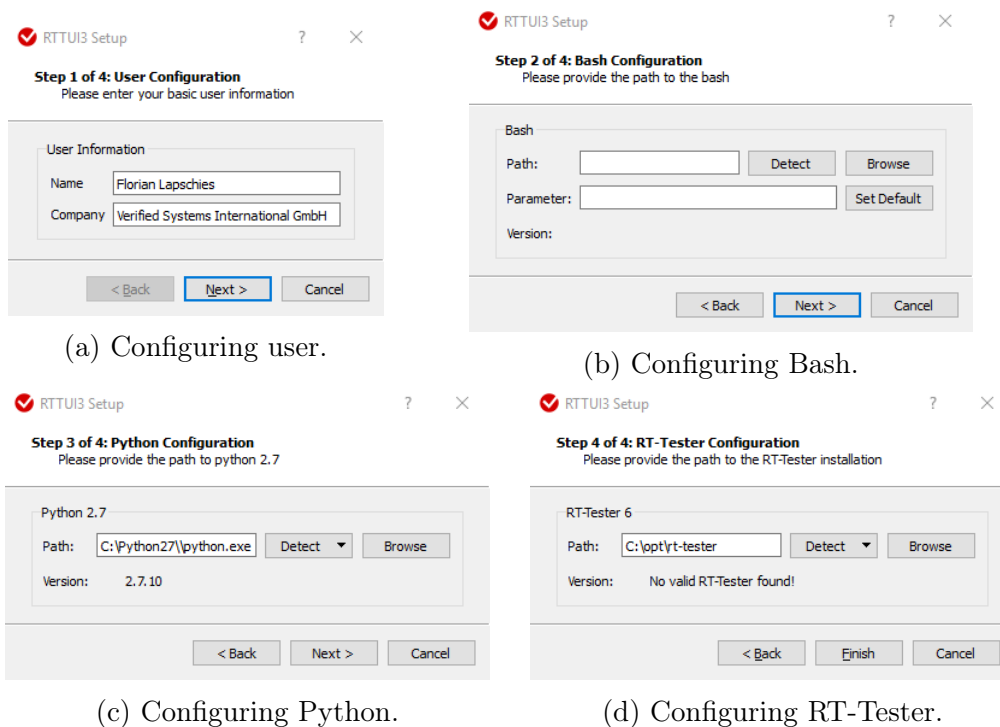 RTTUI3 Setup ? ×
Step 1 of 4: User Configuration
Please enter your basic user information
User Information
Name Florian Lapschies
Company Verified Systems International GmbH
< Back Next > Cancel
(a) Configuring user.
RTTUI3 Setup ? ×
Step 2 of 4: Bash Configuration
Please provide the path to the bash
Bash
Path: Detect Browse
Parameter: Set Default
Version:
< Back Next > Cancel
(b) Configuring Bash.
RTTUI3 Setup ? ×
Step 3 of 4: Python Configuration
Please provide the path to python 2.7
Python 2.7
Path: C:\Python27\\python.exe Detect Browse
Version: 2.7.10
< Back Next > Cancel
(c) Configuring Python.
RTTUI3 Setup ? ×
Step 4 of 4: RT-Tester Configuration
Please provide the path to the RT-Tester installation
RT-Tester 6
Path: C:\opt\rt-tester Detect Browse
Version: No valid RT-Tester found!
< Back Finish Cancel
(d) Configuring RT-Tester.